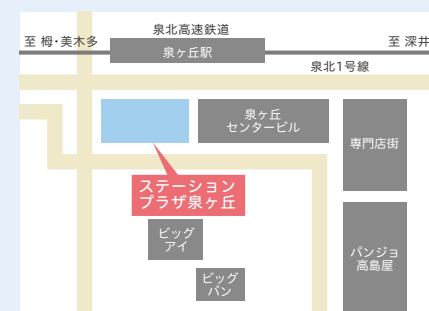 泉北高速鉄道
至 栂・美木多
至 深井
泉ヶ丘駅
泉北1号線
泉ヶ丘
センタービル
専門店街
ステーション
プラザ泉ヶ丘
ビッグ
アイ
パンジョ
高島屋
ビッグ
バン